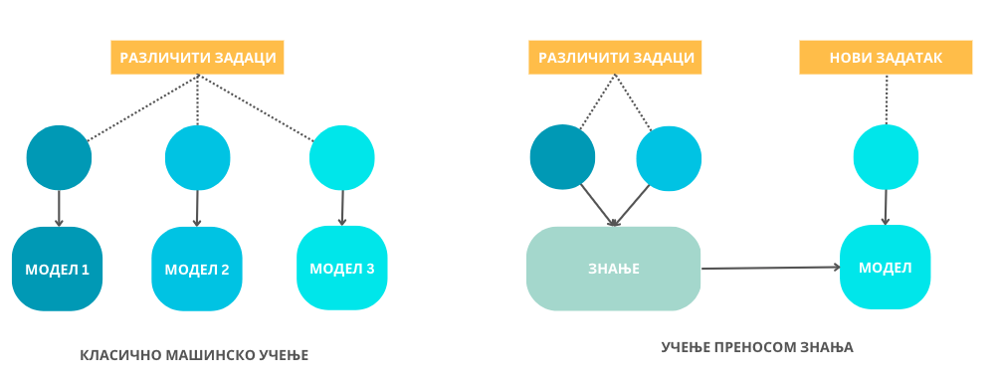 РАЗЛИЧИТИ ЗАДАЦИ
МОДЕЛ 1
МОДЕЛ 2
МОДЕЛ 3
КЛАСИЧНО МАШИНСКО УЧЕЊЕ
РАЗЛИЧИТИ ЗАДАЦИ
НОВИ ЗАДАТАК
ЗНАЊЕ
МОДЕЛ
УЧЕЊЕ ПРЕНОСОМ ЗНАЊА